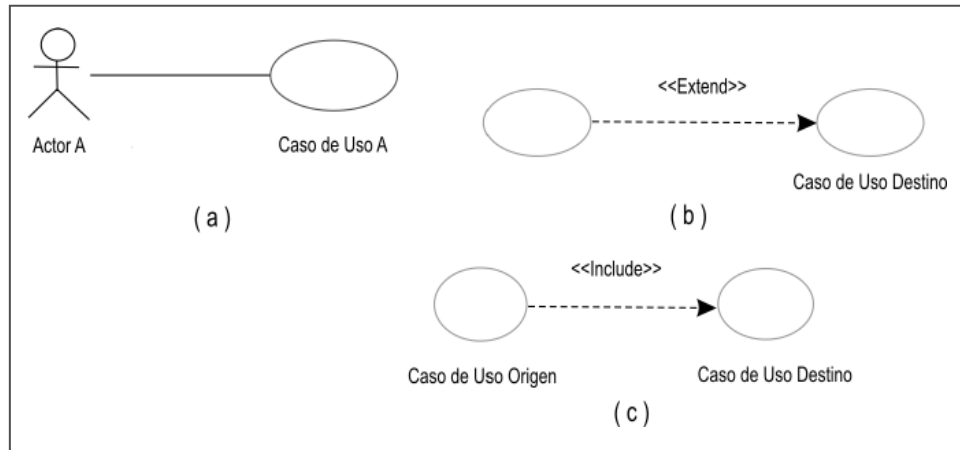 Actor A
Caso de Uso A
( a )
<<Extend>>
Caso de Uso Destino
( b )
<<Include>>
Caso de Uso Origen
Caso de Uso Destino
( c )